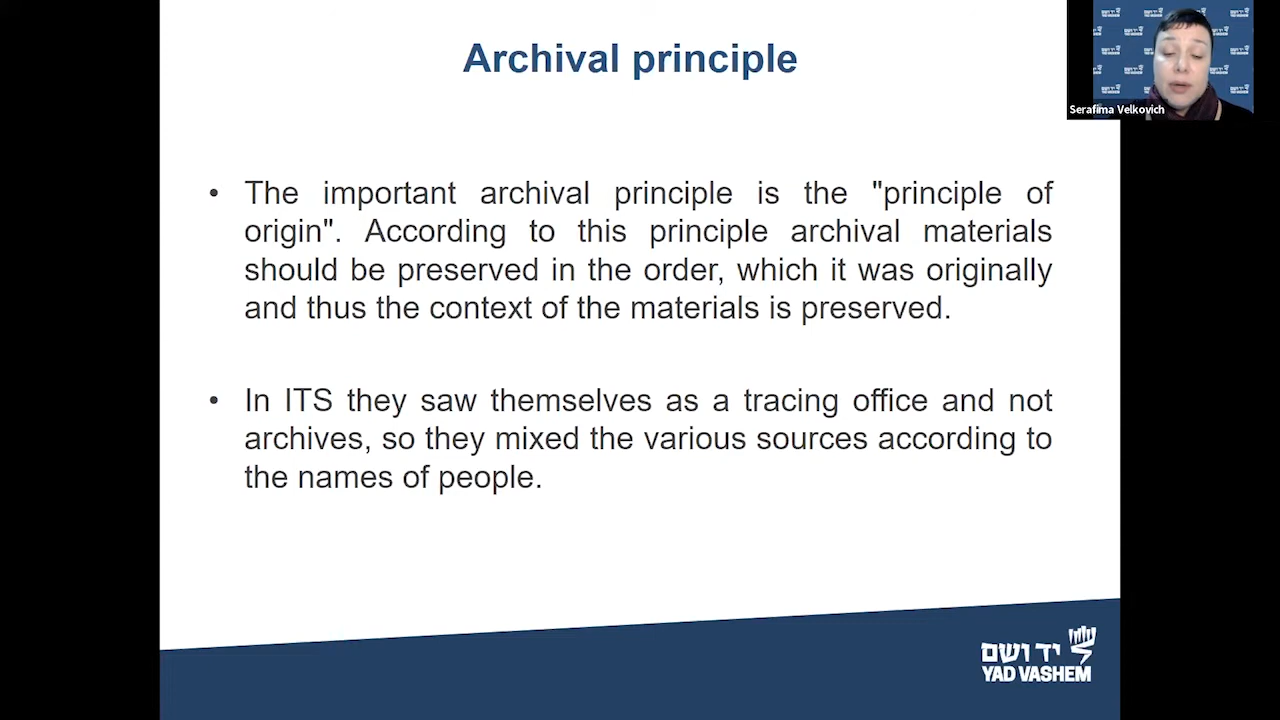 Archival principle
Serafima Velkovich
• The important archival principle is the "principle of
origin". According to this principle archival materials
should be preserved in the order, which it was originally
and thus the context of the materials is preserved.
• In ITS they saw themselves as a tracing office and not
archives, so they mixed the various sources according to
the names of people.
יד ושם
YAD VASHEM